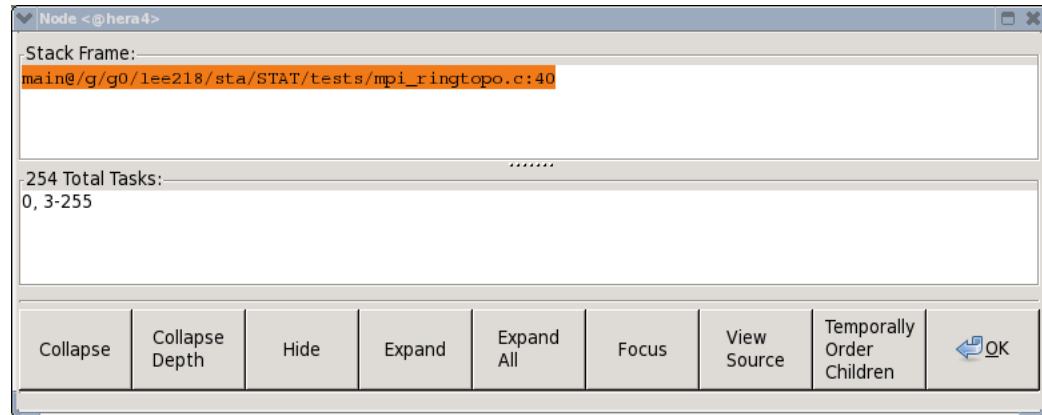 Node <@hera4>
Stack Frame:
main@/g/g0/lee218/sta/STAT/tests/mpi_ringtopo.c:40
254 Total Tasks:
0, 3-255
Collapse
Collapse
Depth
Hide
Expand
Expand
All
Focus
View
Source
Temporally
Order
Children
OK